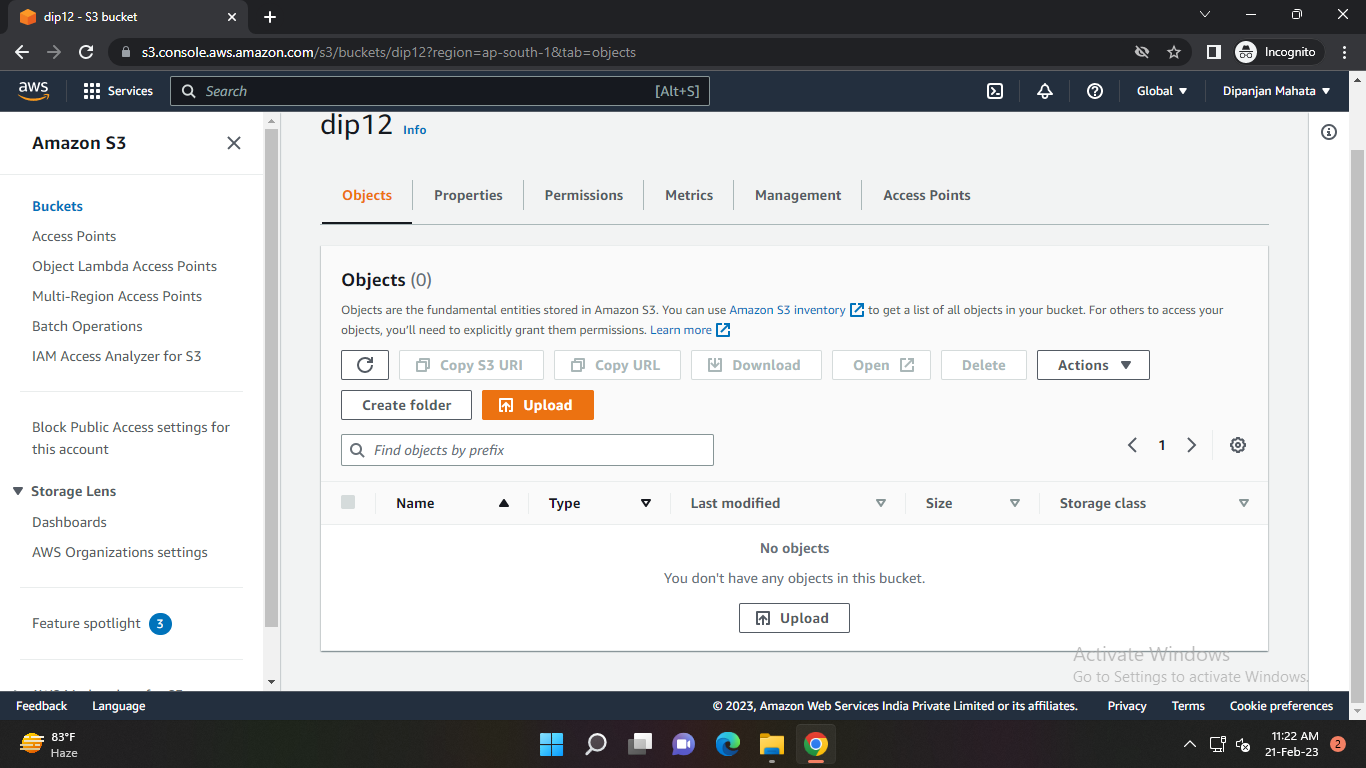 dip12 - S3 bucket
s3.console.aws.amazon.com/s3/buckets/dip12?region=ap-south-1&tab=objects
Incognito
aws
Services
Search
[Alt+S]
Global
Dipanjan Mahata
Amazon S3
Buckets
Access Points
Object Lambda Access Points
Multi-Region Access Points
Batch Operations
IAM Access Analyzer for S3
Block Public Access settings for
this account
Storage Lens
Dashboards
AWS Organizations settings
Feature spotlight 3
dip12 Info
Objects
Properties
Permissions
Metrics
Management
Access Points
Objects (0)
Objects are the fundamental entities stored in Amazon S3. You can use Amazon S3 inventory to get a list of all objects in your bucket. For others to access your
objects, you'll need to explicitly grant them permissions. Learn more
Copy S3 URI
Copy URL
Download
Open
Delete
Actions
Create folder
Upload
Find objects by prefix
1
Name
Type
Last modified
Size
Storage class
No objects
You don't have any objects in this bucket.
Upload
Activate Windows
Go to Settings to activate Windows.
Feedback
Language
© 2023, Amazon Web Services India Private Limited or its affiliates.
Privacy
Terms
Cookie preferences
83°F
Haze
11:22 AM
21-Feb-23
2